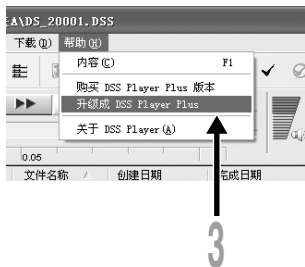 EA\DS_20001.DSS
下载(D) 帮助(H)
内容(C) F1
购买 DSS Player Plus 版本
升级成 DSS Player Plus
关于 DSS Player(A)
0.05
文件名称 创建日期 完成日期
3